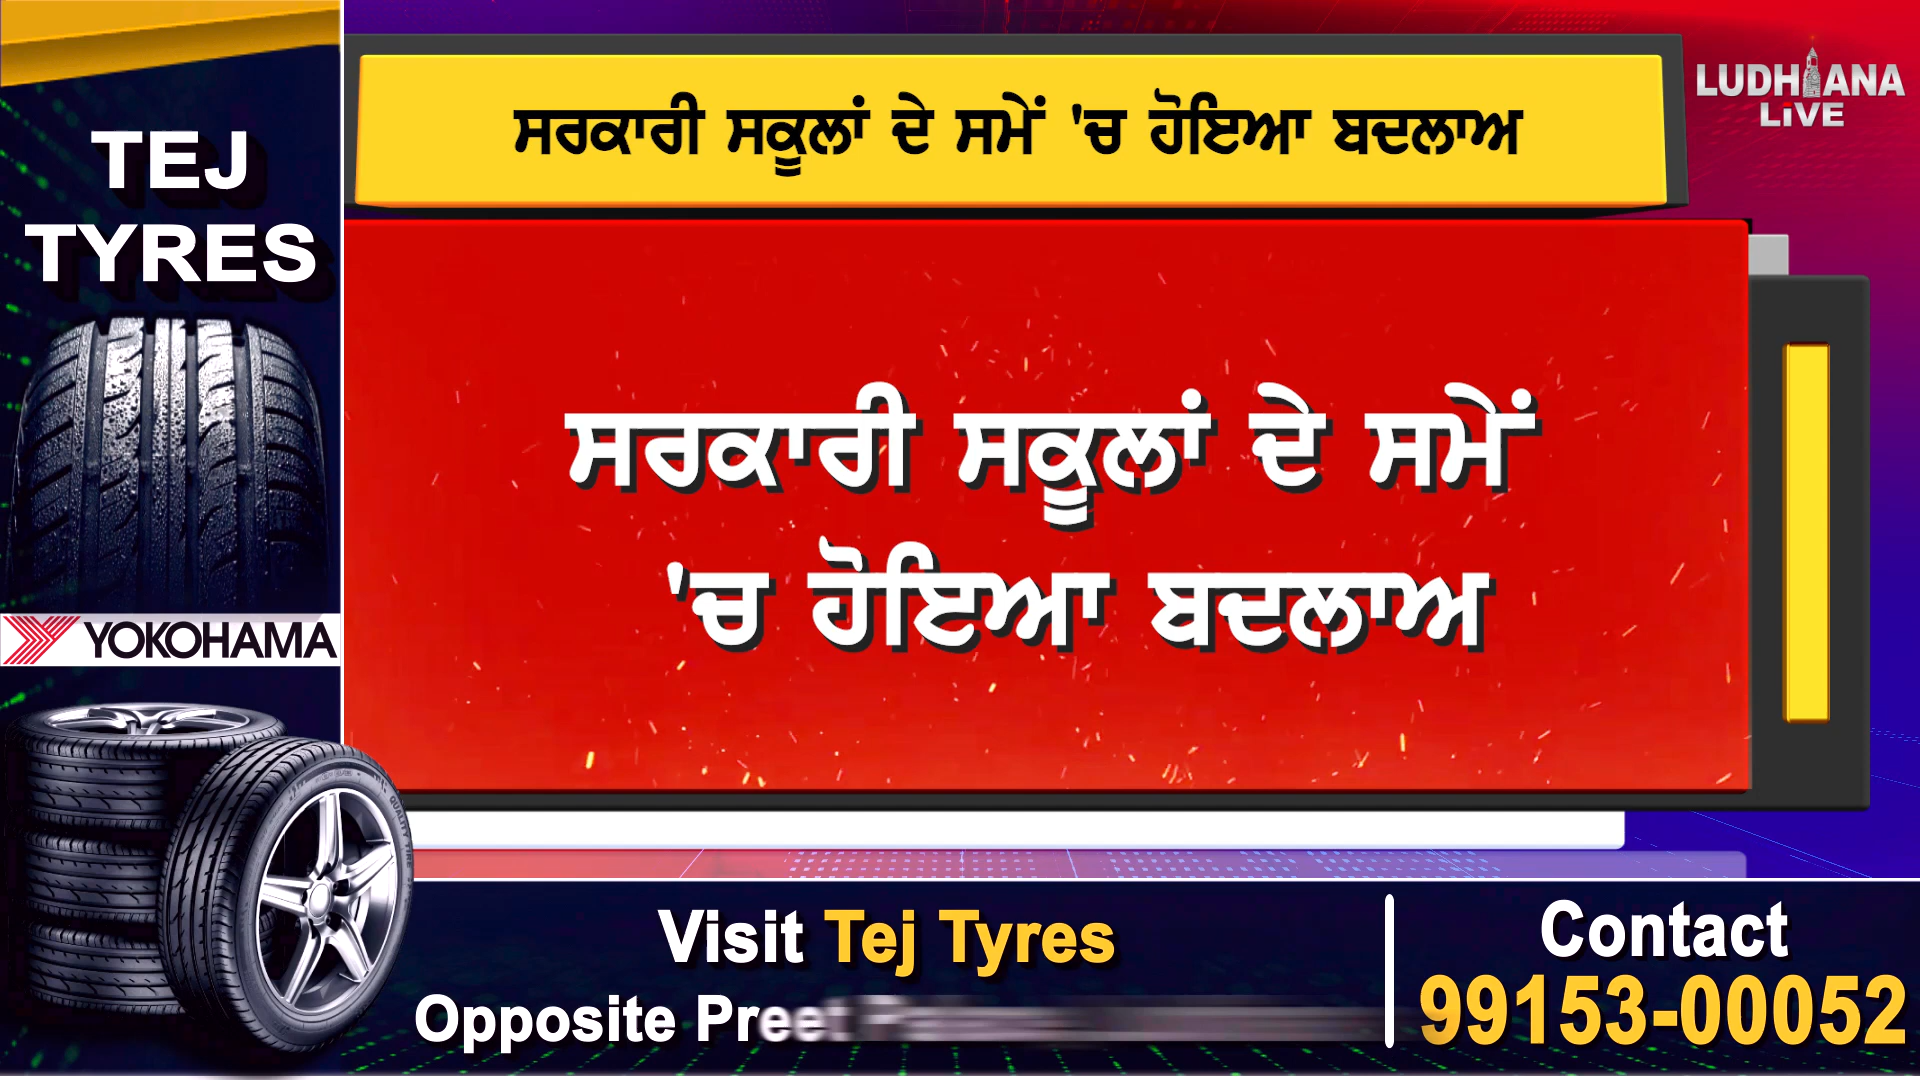 TEJ
TYRES
YOKOHAMA
ਸਰਕਾਰੀ ਸਕੂਲਾਂ ਦੇ ਸਮੇਂ 'ਚ ਹੋਇਆ ਬਦਲਾਅ
LUDHIANA
LIVE
ਸਰਕਾਰੀ ਸਕੂਲਾਂ ਦੇ ਸਮੇਂ
'ਚ ਹੋਇਆ ਬਦਲਾਅ
Visit Tej Tyres
Opposite Preet
Contact
99153-00052